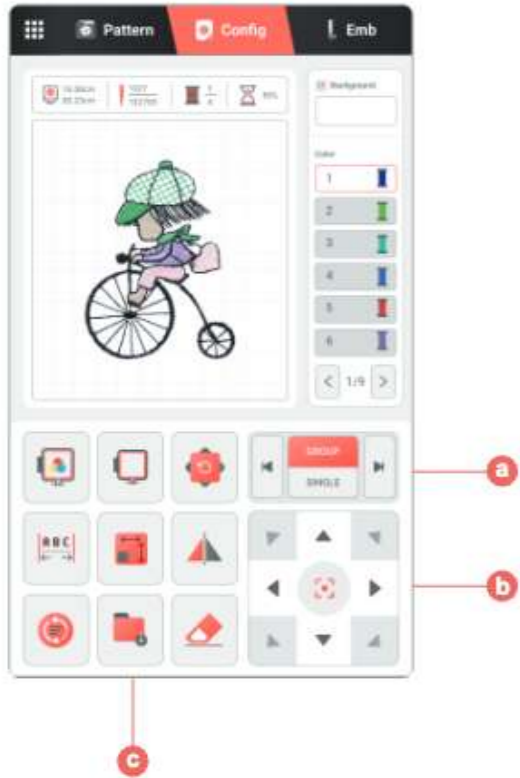 Pattern
Config
Emb
Background
Color
1
2
3
4
5
6
1/9
GROUP
SINGLE
ABC
a
b
c